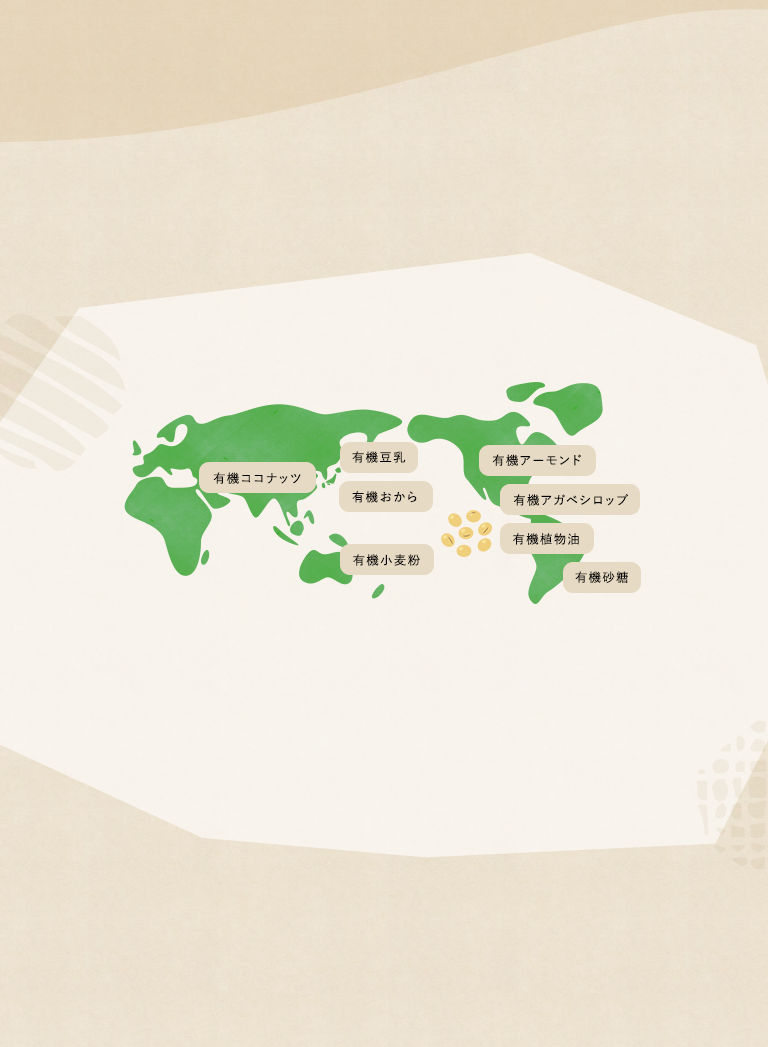 有機豆乳
有機アーモンド
有機ココナッツ
有機おから
有機アガベシロップ
有機植物油
有機小麦粉
有機砂糖